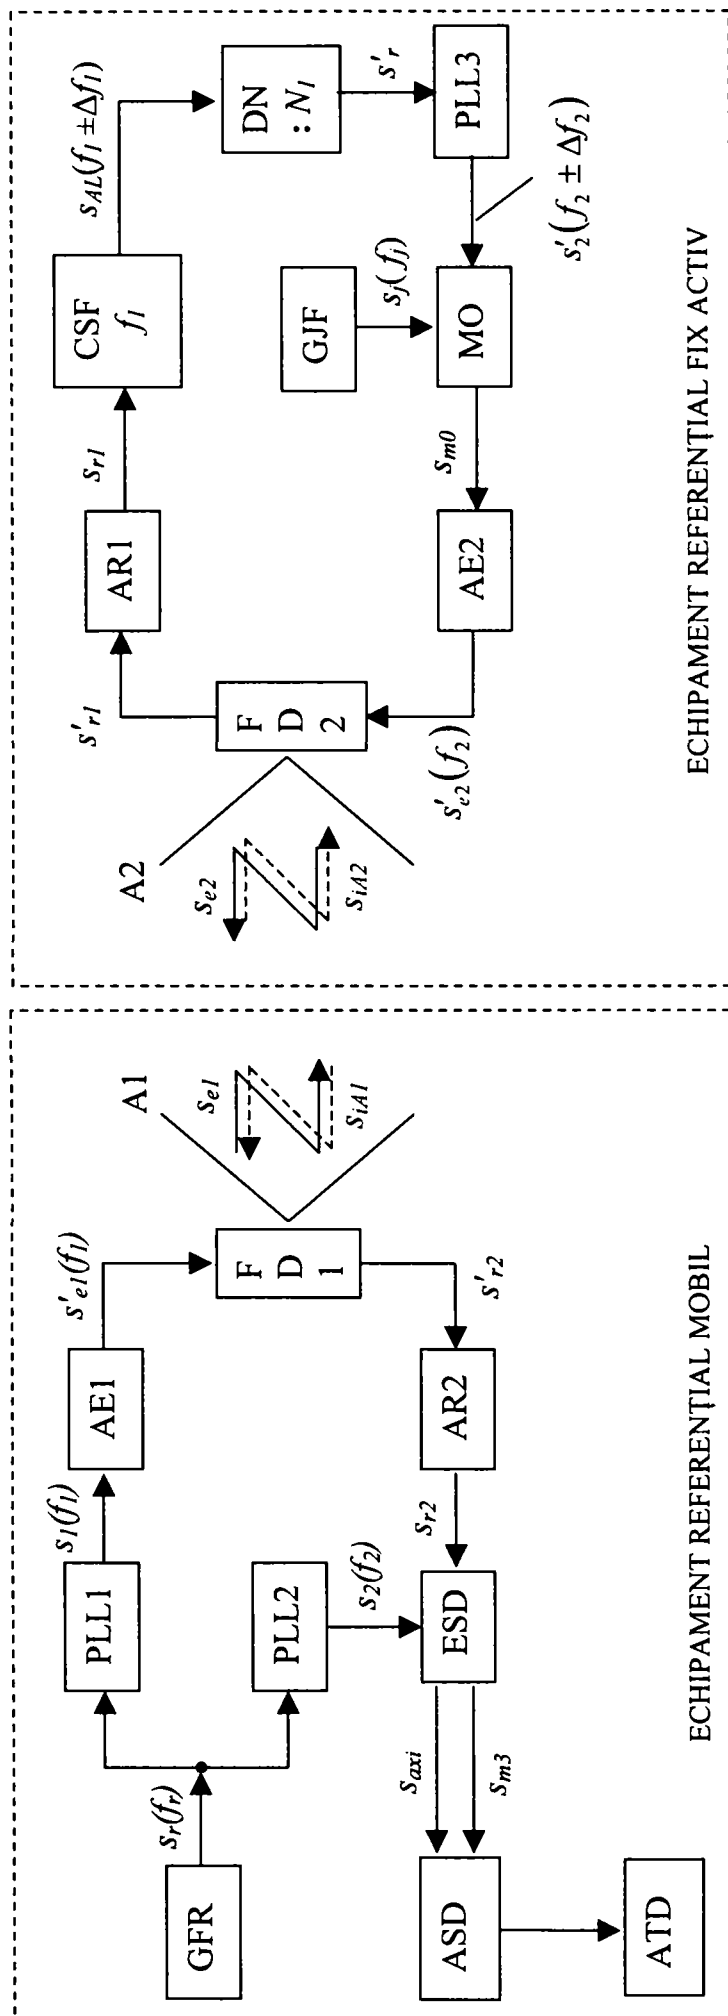 GFR
s_r(f_r)
PLL1
s_1(f_1)
AE1
s'_e1(f_1)
F
D
1
A1
s_e1
s_iA1
PLL2
s_2(f_2)
s'_r2
AR2
s_r2
ESD
s_axi
s_m3
ASD
ATD
ECHIPAMENT REFERENȚIAL MOBIL
A2
s_e2
s_iA2
F
D
2
s'_r1
AR1
s_r1
CSF
f_1
s_AL(f_1 ± Δf_1)
DN
: N_1
s'_r
PLL3
s'_2(f_2 ± Δf_2)
GJF
s_j(f_j)
MO
s_m0
AE2
s'_e2(f_2)
ECHIPAMENT REFERENȚIAL FIX ACTIV